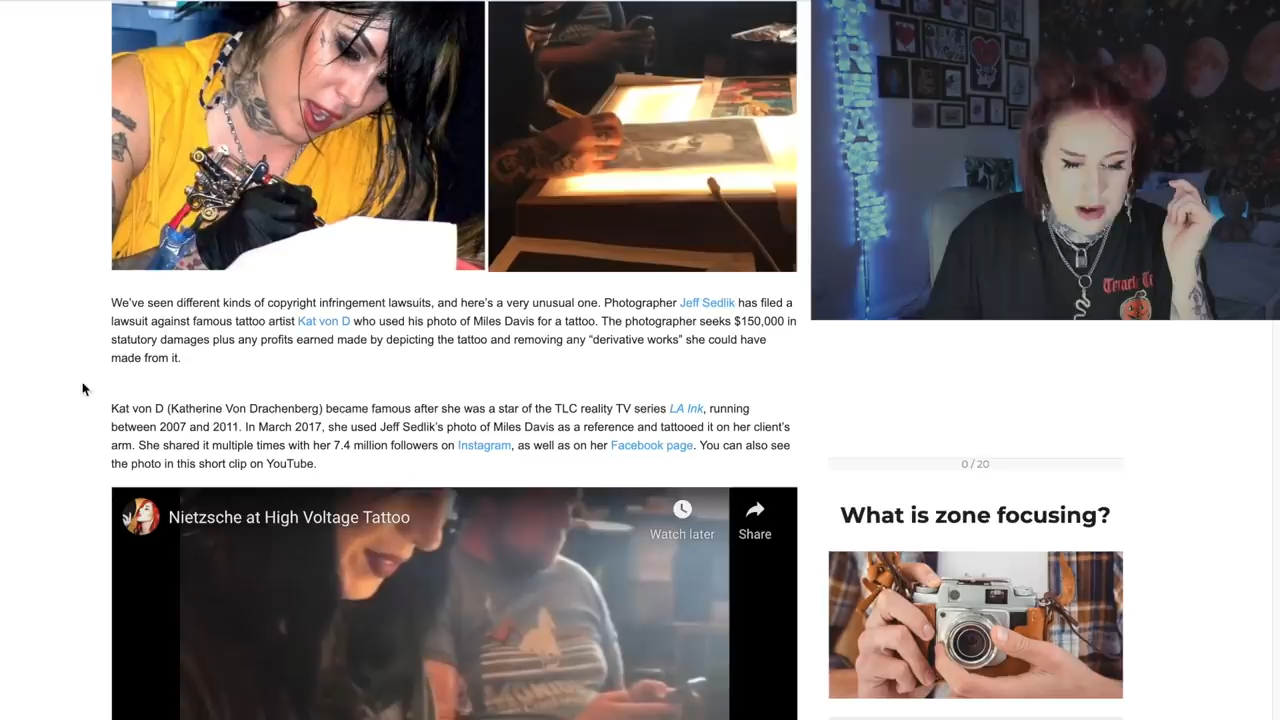 We've seen different kinds of copyright infringement lawsuits, and here's a very unusual one. Photographer Jeff Sedlik has filed a
lawsuit against famous tattoo artist Kat von D who used his photo of Miles Davis for a tattoo. The photographer seeks $150,000 in
statutory damages plus any profits earned made by depicting the tattoo and removing any “derivative works” she could have
made from it.
Kat von D (Katherine Von Drachenberg) became famous after she was a star of the TLC reality TV series LA Ink, running
between 2007 and 2011. In March 2017, she used Jeff Sedlik's photo of Miles Davis as a reference and tattooed it on her client's
arm. She shared it multiple times with her 7.4 million followers on Instagram, as well as on her Facebook page. You can also see
the photo in this short clip on YouTube.
Nietzsche at High Voltage Tattoo
Watch later
Share
0 / 20
What is zone focusing?